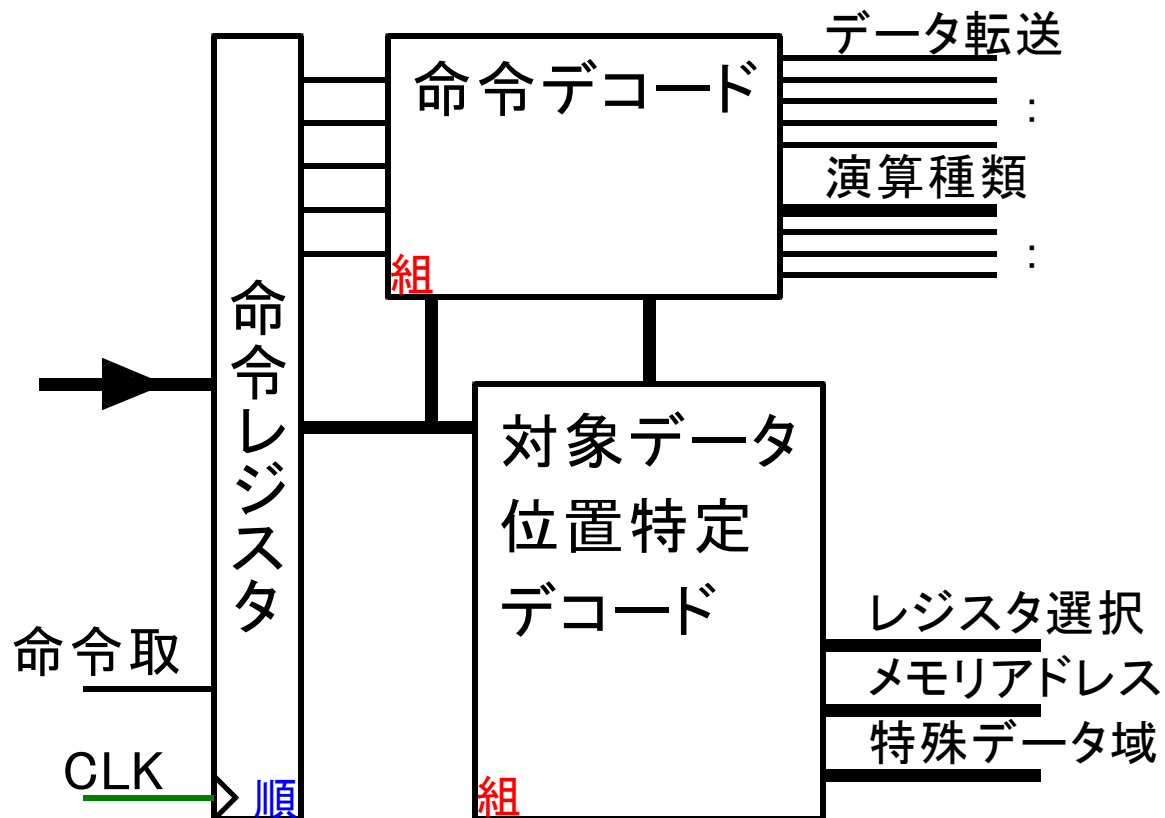 データ転送
命令デコード
:
演算種類
:
組
命令レジスタ
対象データ
位置特定
デコード
命令取
レジスタ選択
メモリアドレス
特殊データ域
CLK
順
組